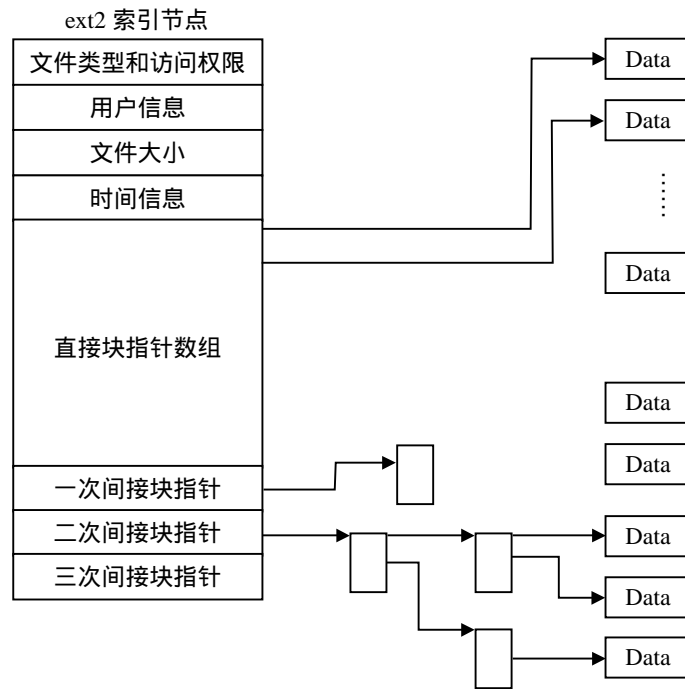 ext2 索引节点
文件类型和访问权限
用户信息
文件大小
时间信息
直接块指针数组
一次间接块指针
二次间接块指针
三次间接块指针
Data
Data
Data
Data
Data
Data
Data
Data